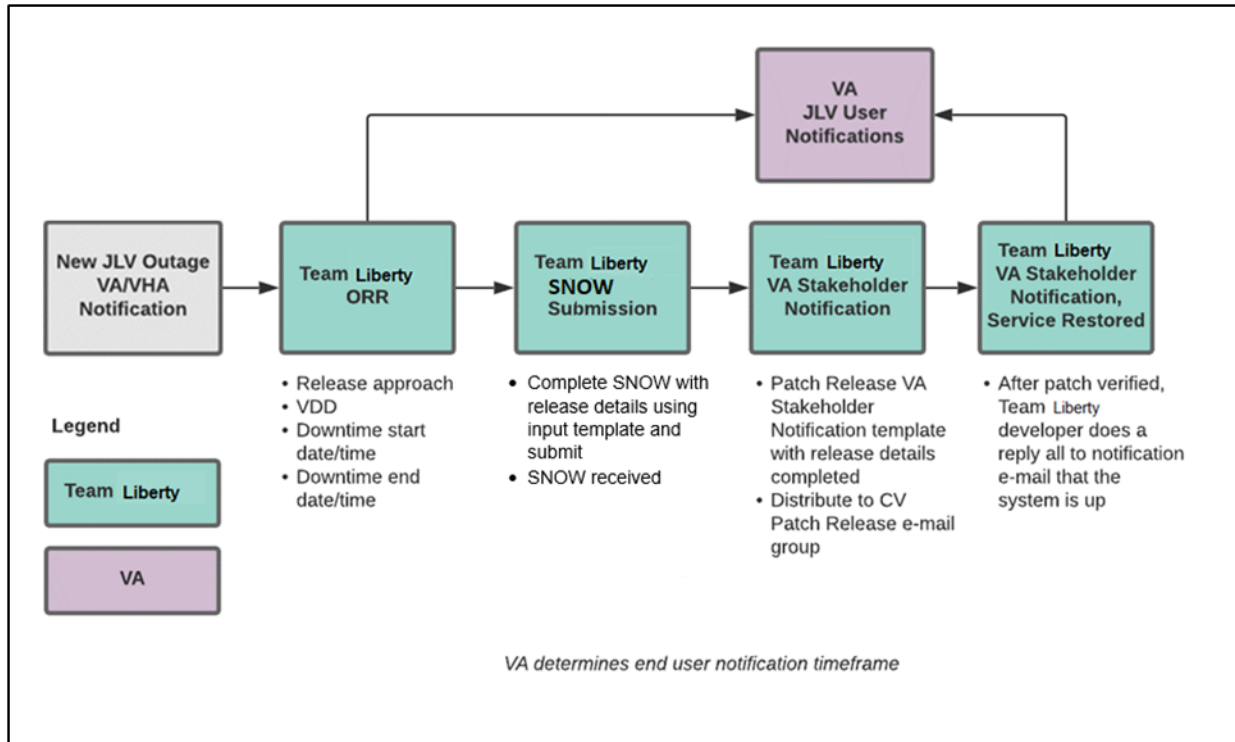 VA
JLV User
Notifications
New JLV Outage
VA/VHA
Notification
Team Liberty
ORR
Team Liberty
SNOW
Submission
Team Liberty
VA Stakeholder
Notification
Team Liberty
VA Stakeholder
Notification,
Service Restored
• Release approach
• VDD
• Downtime start
date/time
• Downtime end
date/time
• Complete SNOW with
release details using
input template and
submit
• SNOW received
• Patch Release VA
Stakeholder
Notification template
with release details
completed
• Distribute to CV
Patch Release e-mail
group
• After patch verified,
Team Liberty
developer does a
reply all to notification
e-mail that the
system is up
Legend
Team Liberty
VA
VA determines end user notification timeframe